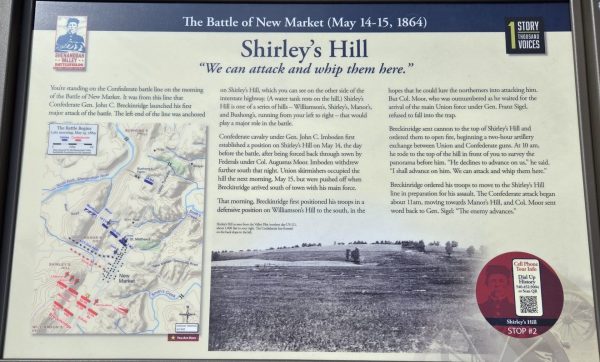 The Battle of New Market (May 14-15, 1864)
SHENANDOAH
VALLEY
BATTLEFIELDS
1 STORY
THOUSAND
VOICES
Shirley's Hill
"We can attack and whip them here."
You're standing on the Confederate battle line on the morning
of the Battle of New Market. It was from this line that
Confederate Gen. John C. Breckinridge launched his first
major attack of the battle. The left end of the line was anchored
on Shirley's Hill, which you can see on the other side of the
interstate highway. (A water tank rests on the hill.) Shirley's
was one of a series of hills – Williamson's, Shirley's, Manor's,
and Bushong's, running from your left to right – that would
play a major role in the battle.
Confederate cavalry under Gen. John C. Imboden first
established a position on Shirley's Hill on May 14, the day
before the battle, after being forced back through town by
Federals under Col. Augustus Moor. Imboden withdrew
further south that night. Union skirmishers occupied the
hill the next morning, May 15, but were pushed off when
Breckinridge arrived south of town with his main force.
That morning, Breckinridge first positioned his troops in a
defensive position on Williamson's Hill to the south, in the
hopes that he could lure the northerners into attacking him.
But Col. Moor, who was outnumbered as he waited for the
arrival of the main Union force under Gen. Franz Sigel,
refused to fall into the trap.
Breckinridge sent cannon to the top of Shirley's Hill and
ordered them to open fire, beginning a two-hour artillery
exchange between Union and Confederate guns. At 10 am,
he rode to the top of the hill in front of you to survey the
panorama before him. "He declines to advance on us," he said.
"I shall advance on him. We can attack and whip them here."
Breckinridge ordered his troops to move to the Shirley's Hill
line in preparation for his assault. The Confederate attack began
about 11am, moving towards Manor's Hill, and Col. Moor sent
word back to Gen. Sigel: "The enemy advances."
The Battle Begins
New
Market
You Are Here
Cell Phone
Tour Info
Dial Up
History
or Scan QR
Shirley's Hill
STOP #2